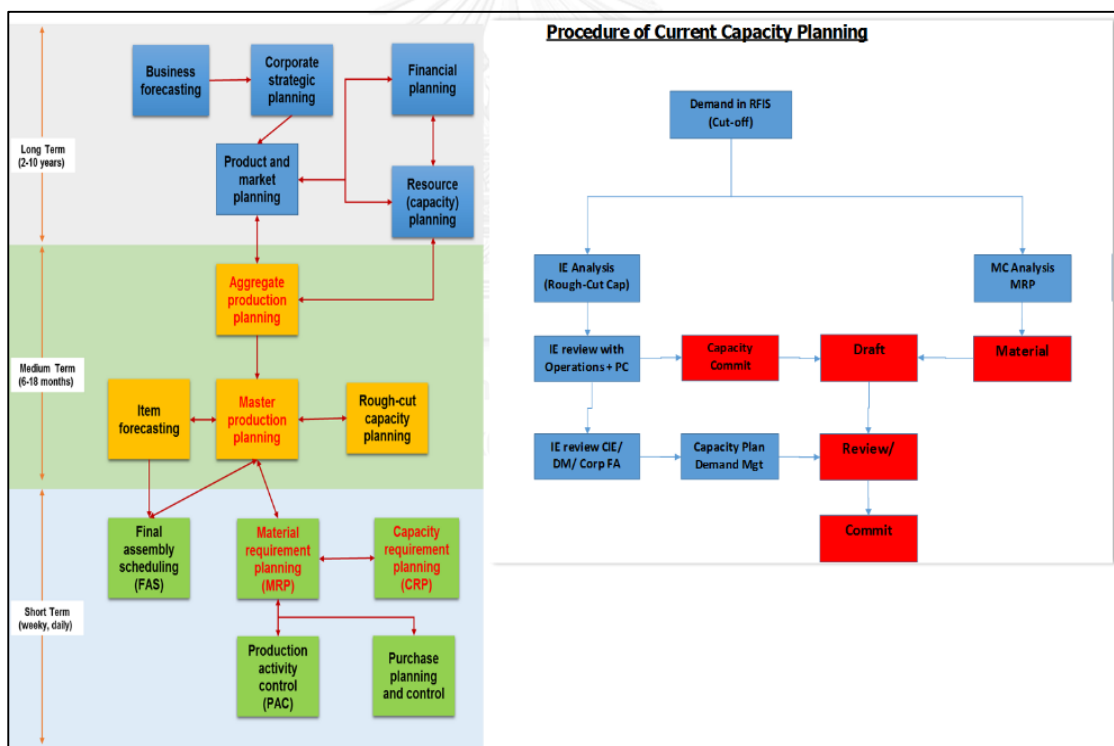 Long Term
(2-10 years)
Business
forecasting
Corporate
strategic
planning
Financial
planning
Product and
market
planning
Resource
(capacity)
planning
Medium Term
(6-18 months)
Aggregate
production
planning
Item
forecasting
Master
production
planning
Rough-cut
capacity
planning
Short Term
(weeky, daily)
Final
assembly
scheduling
(FAS)
Material
requirement
planning
(MRP)
Capacity
requirement
planning
(CRP)
Production
activity
control
(PAC)
Purchase
planning
and control
Procedure of Current Capacity Planning
Demand in RFIS
(Cut-off)
IE Analysis
(Rough-Cut Cap)
MC Analysis
MRP
IE review with
Operations + PC
Capacity
Commit
Draft
Material
IE review CIE/
DM/ Corp FA
Capacity Plan
Demand Mgt
Review/
Commit